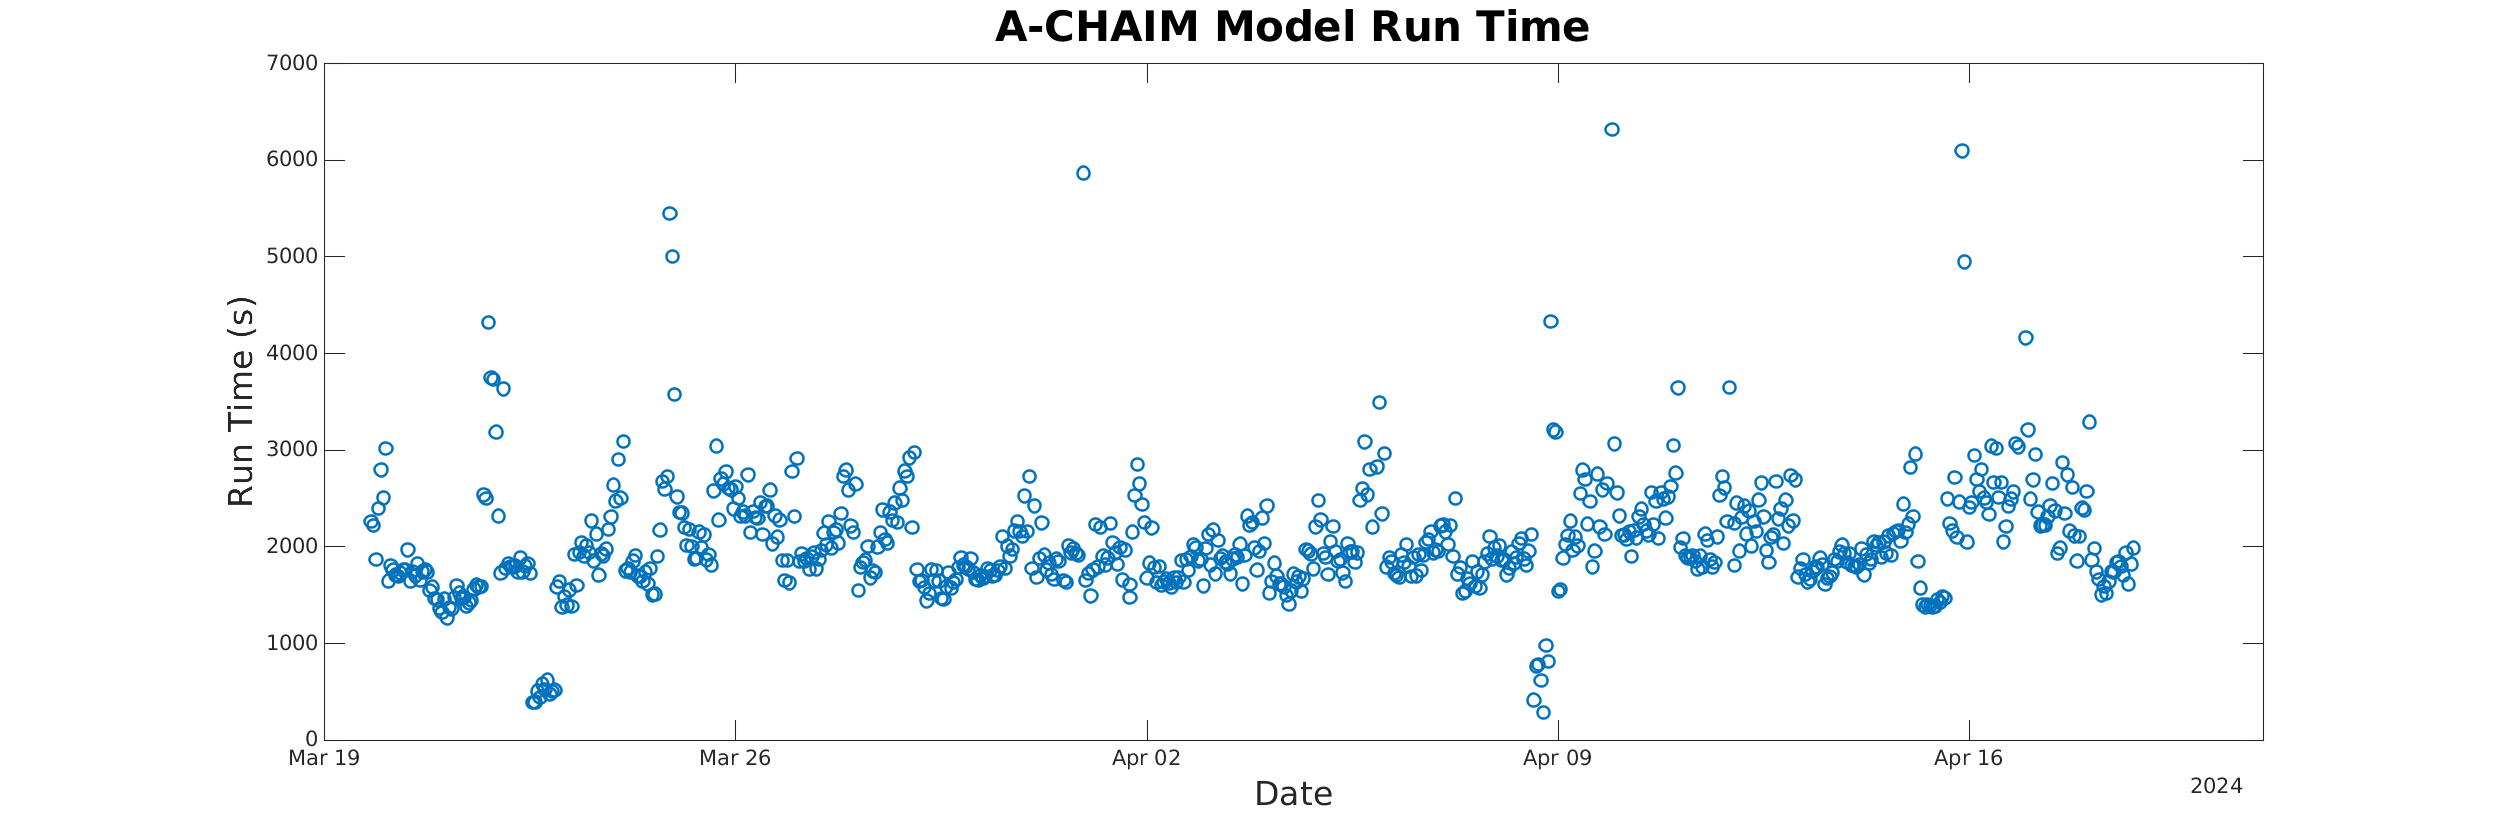 A-CHAIM Model Run Time
7000
6000
5000
4000
3000
2000
1000
0
Run Time (s)
Mar 19
Mar 26
Apr 02
Apr 09
Apr 16
Date
2024